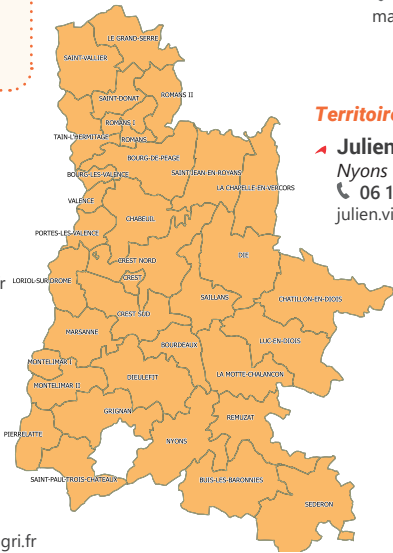 ma
LE GRAND-SERRE
SAINT-VALLIER
ROMANS II
SAINT-DONAT
ROMANS I
TAIN-L'HERMITAGE
ROMANS
BOURG-DE-PEAGE
BOURG-LES-VALENCE
SAINT-JEAN-EN-ROYANS
LA CHAPELLE-EN-VERCORS
VALENCE
CHABEUIL
PORTES-LES-VALENCE
DIE
CREST NORD
CREST
r
LORIOL-SUR-DROME
SAILLANS
CHATILLON-EN-DIOIS
CREST SUD
MARSANNE
BOURDEAUX
LUC-EN-DIOIS
MONTELIMAR I
MONTELIMAR II
DIEULEFIT
LA MOTTE-CHALANCON
GRIGNAN
REMUZAT
PIERRELATTE
NYONS
SAINT-PAUL-TROIS-CHATEAUX
BUIS-LES-BARONNIES
SEDERON
gri.fr
Territoire
Julien
Nyons
06 1
julien.vi